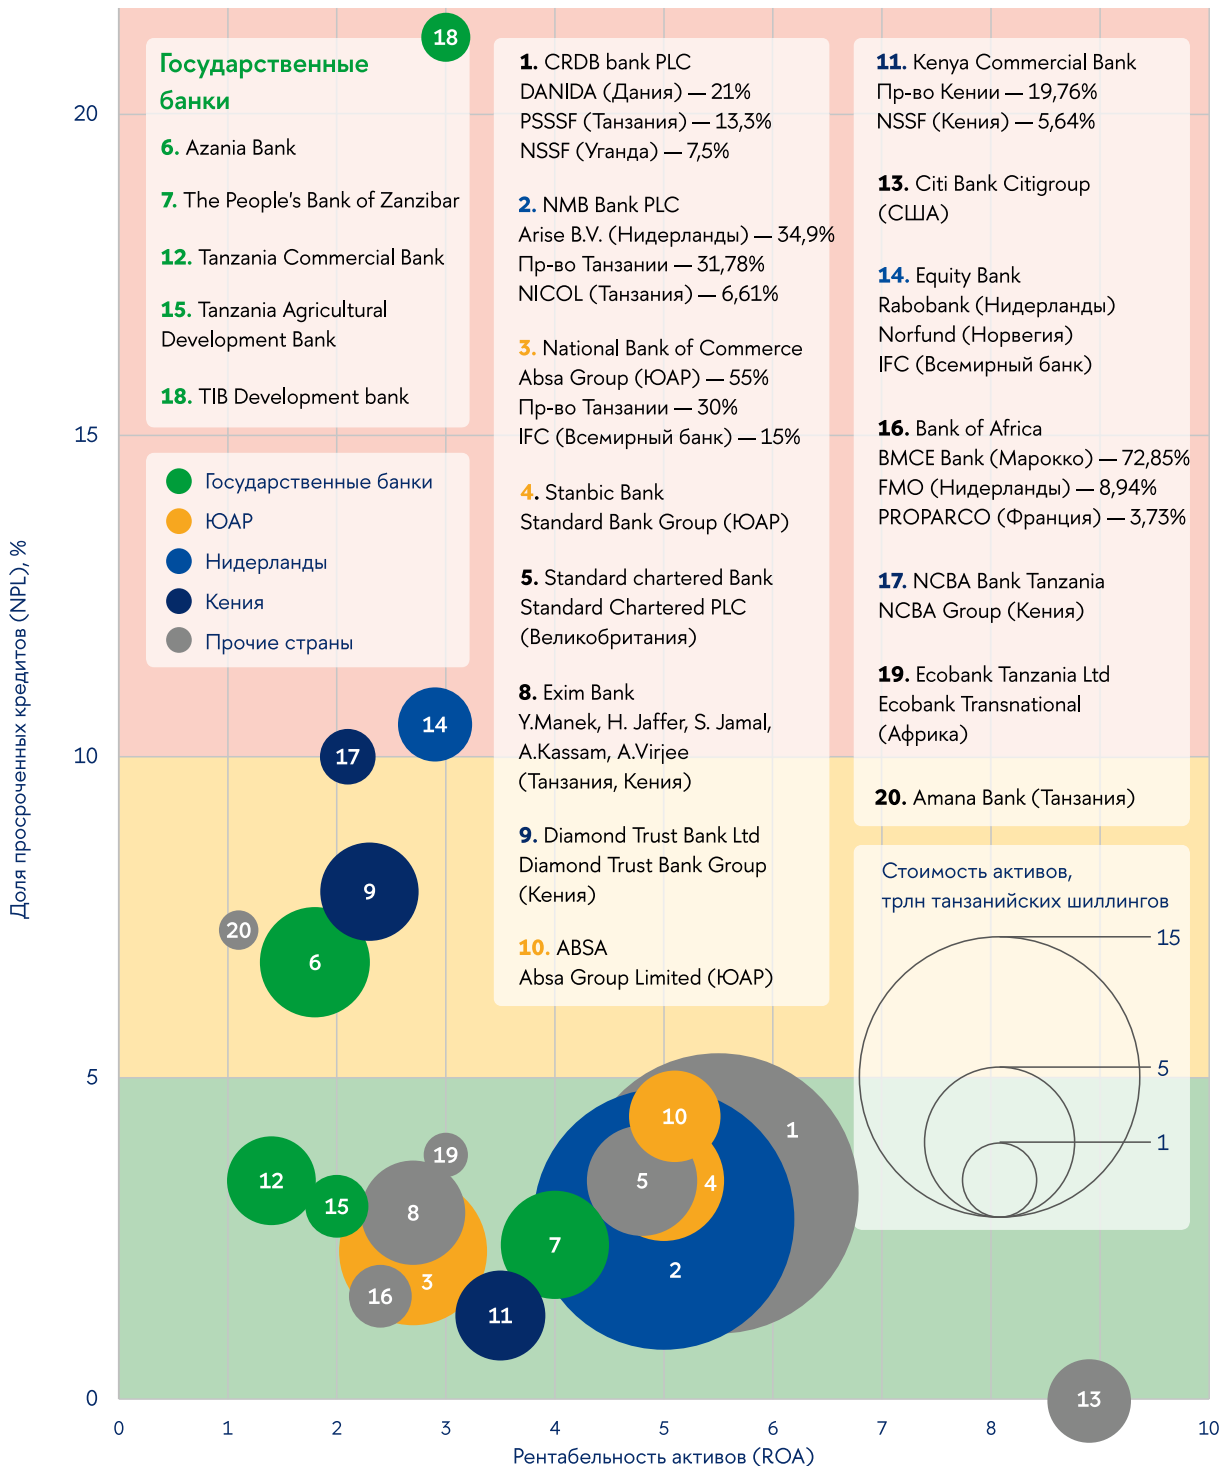 18
Государственные
банки
6. Azania Bank
7. The People's Bank of Zanzibar
12. Tanzania Commercial Bank
15. Tanzania Agricultural
Development Bank
18. TIB Development bank
Государственные банки
ЮАР
Нидерланды
Кения
Прочие страны
1. CRDB bank PLC
DANIDA (Дания) — 21%
PSSSF (Танзания) — 13,3%
NSSF (Уганда) — 7,5%
2. NMB Bank PLC
Arise B.V. (Нидерланды) — 34,9%
Пр-во Танзании — 31,78%
NICOL (Танзания) — 6,61%
3. National Bank of Commerce
Absa Group (ЮАР) — 55%
Пр-во Танзании — 30%
IFC (Всемирный банк) — 15%
4. Stanbic Bank
Standard Bank Group (ЮАР)
5. Standard chartered Bank
Standard Chartered PLC
(Великобритания)
8. Exim Bank
Y.Manek, H. Jaffer, S. Jamal,
A.Kassam, A.Virjee
(Танзания, Кения)
9. Diamond Trust Bank Ltd
Diamond Trust Bank Group
(Кения)
10. ABSA
Absa Group Limited (ЮАР)
11. Kenya Commercial Bank
Пр-во Кении — 19,76%
NSSF (Кения) — 5,64%
13. Citi Bank Citigroup
(США)
14. Equity Bank
Rabobank (Нидерланды)
Norfund (Норвегия)
IFC (Всемирный банк)
16. Bank of Africa
BMCE Bank (Марокко) — 72,85%
FMO (Нидерланды) — 8,94%
PROPARCO (Франция) — 3,73%
17. NCBA Bank Tanzania
NCBA Group (Кения)
19. Ecobank Tanzania Ltd
Ecobank Transnational
(Африка)
20. Amana Bank (Танзания)
Стоимость активов,
трлн танзанийских шиллингов
15
5
1
Доля просроченных кредитов (NPL), %
20
15
10
5
0
14
17
9
20
6
10
1
19
12
5
4
15
8
7
2
3
16
11
13
0
1
2
3
4
5
6
7
8
9
10
Рентабельность активов (ROA)